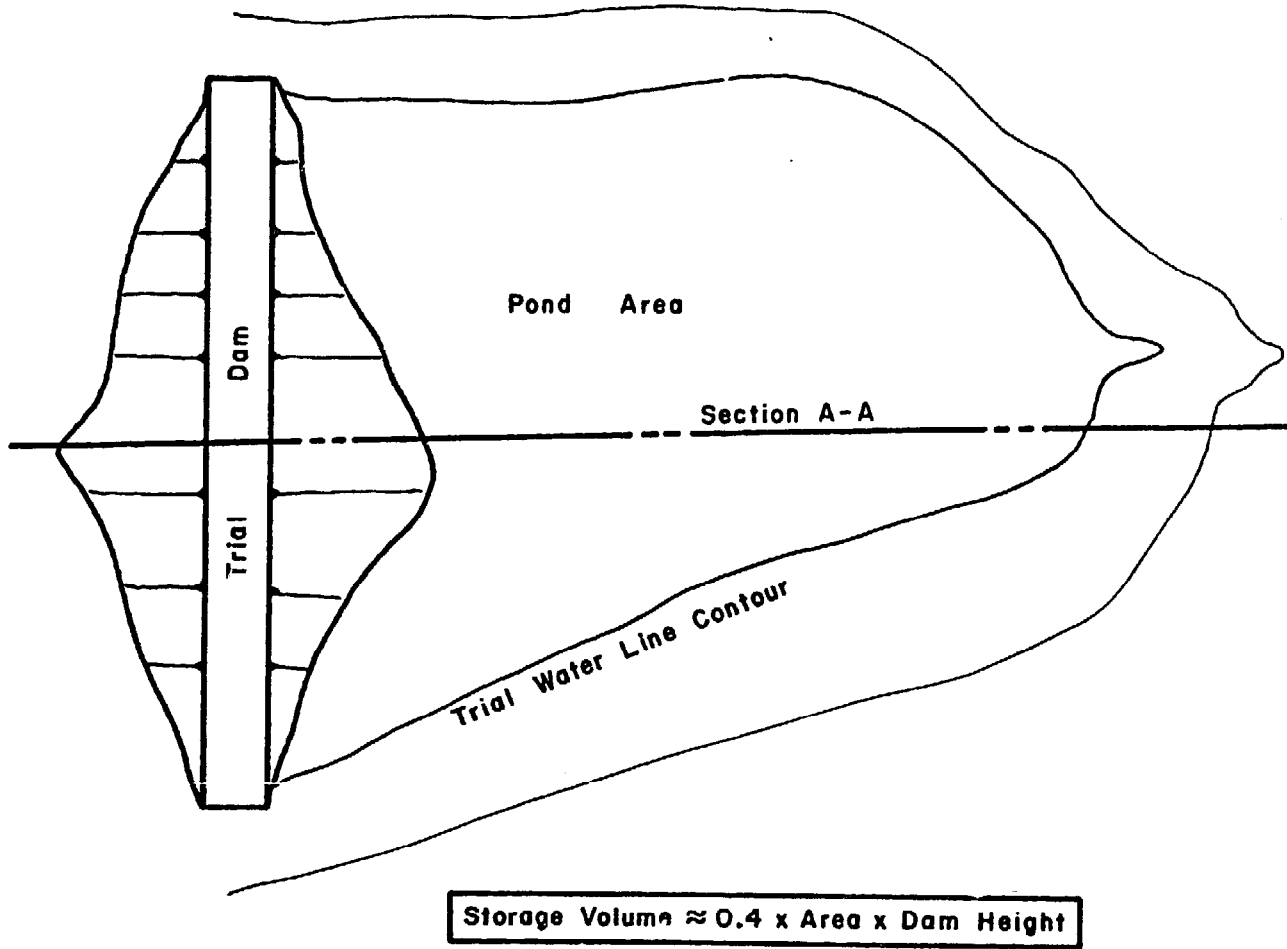 Dam
Trial
Pond Area
Section A-A
Trial Water Line Contour
Storage Volume ≈ 0.4 x Area x Dam Height